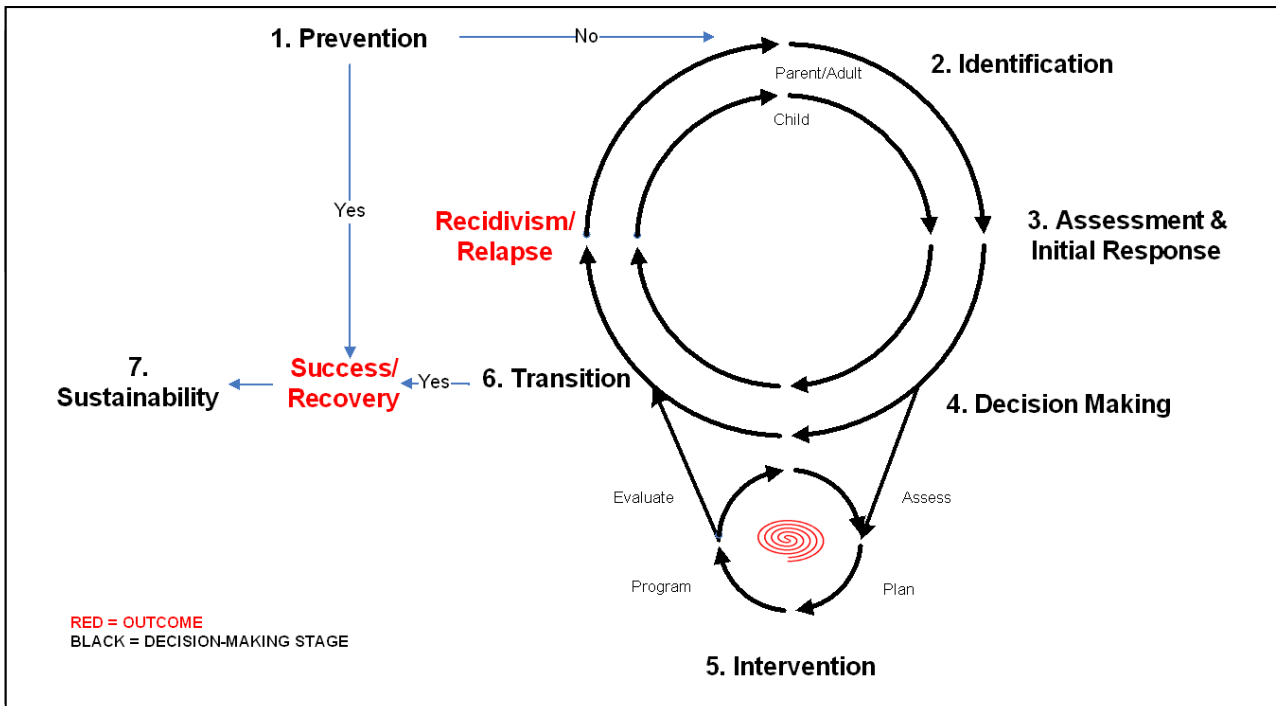 1. Prevention
No
2. Identification
Parent/Adult
Child
Yes
Recidivism/
Relapse
3. Assessment &
Initial Response
7.
Sustainability
Success/
Recovery
Yes
6. Transition
4. Decision Making
Evaluate
Assess
Program
Plan
RED = OUTCOME
BLACK = DECISION-MAKING STAGE
5. Intervention